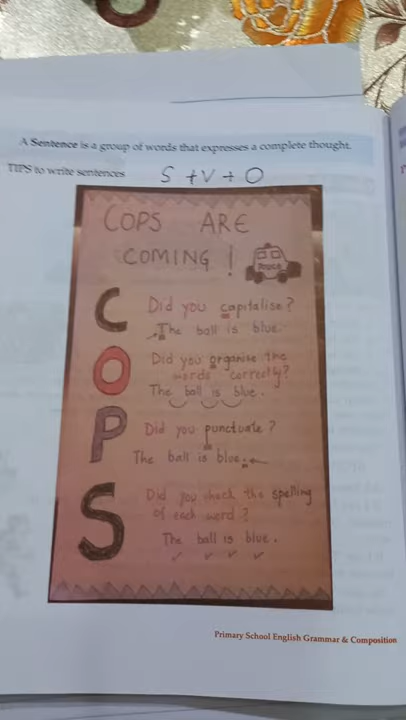 A Sentence is a group of words that expresses a complete thought.
TIPS to write sentences S + V + O
COPS ARE
COMING!
POLICE
C Did you capitalise?
The ball is blue.
O Did you organise the
words correctly?
The ball is blue.
P Did you punctuate?
The ball is blue.
S Did you check the spelling
of each word?
The ball is blue.
Primary School English Grammar & Composition